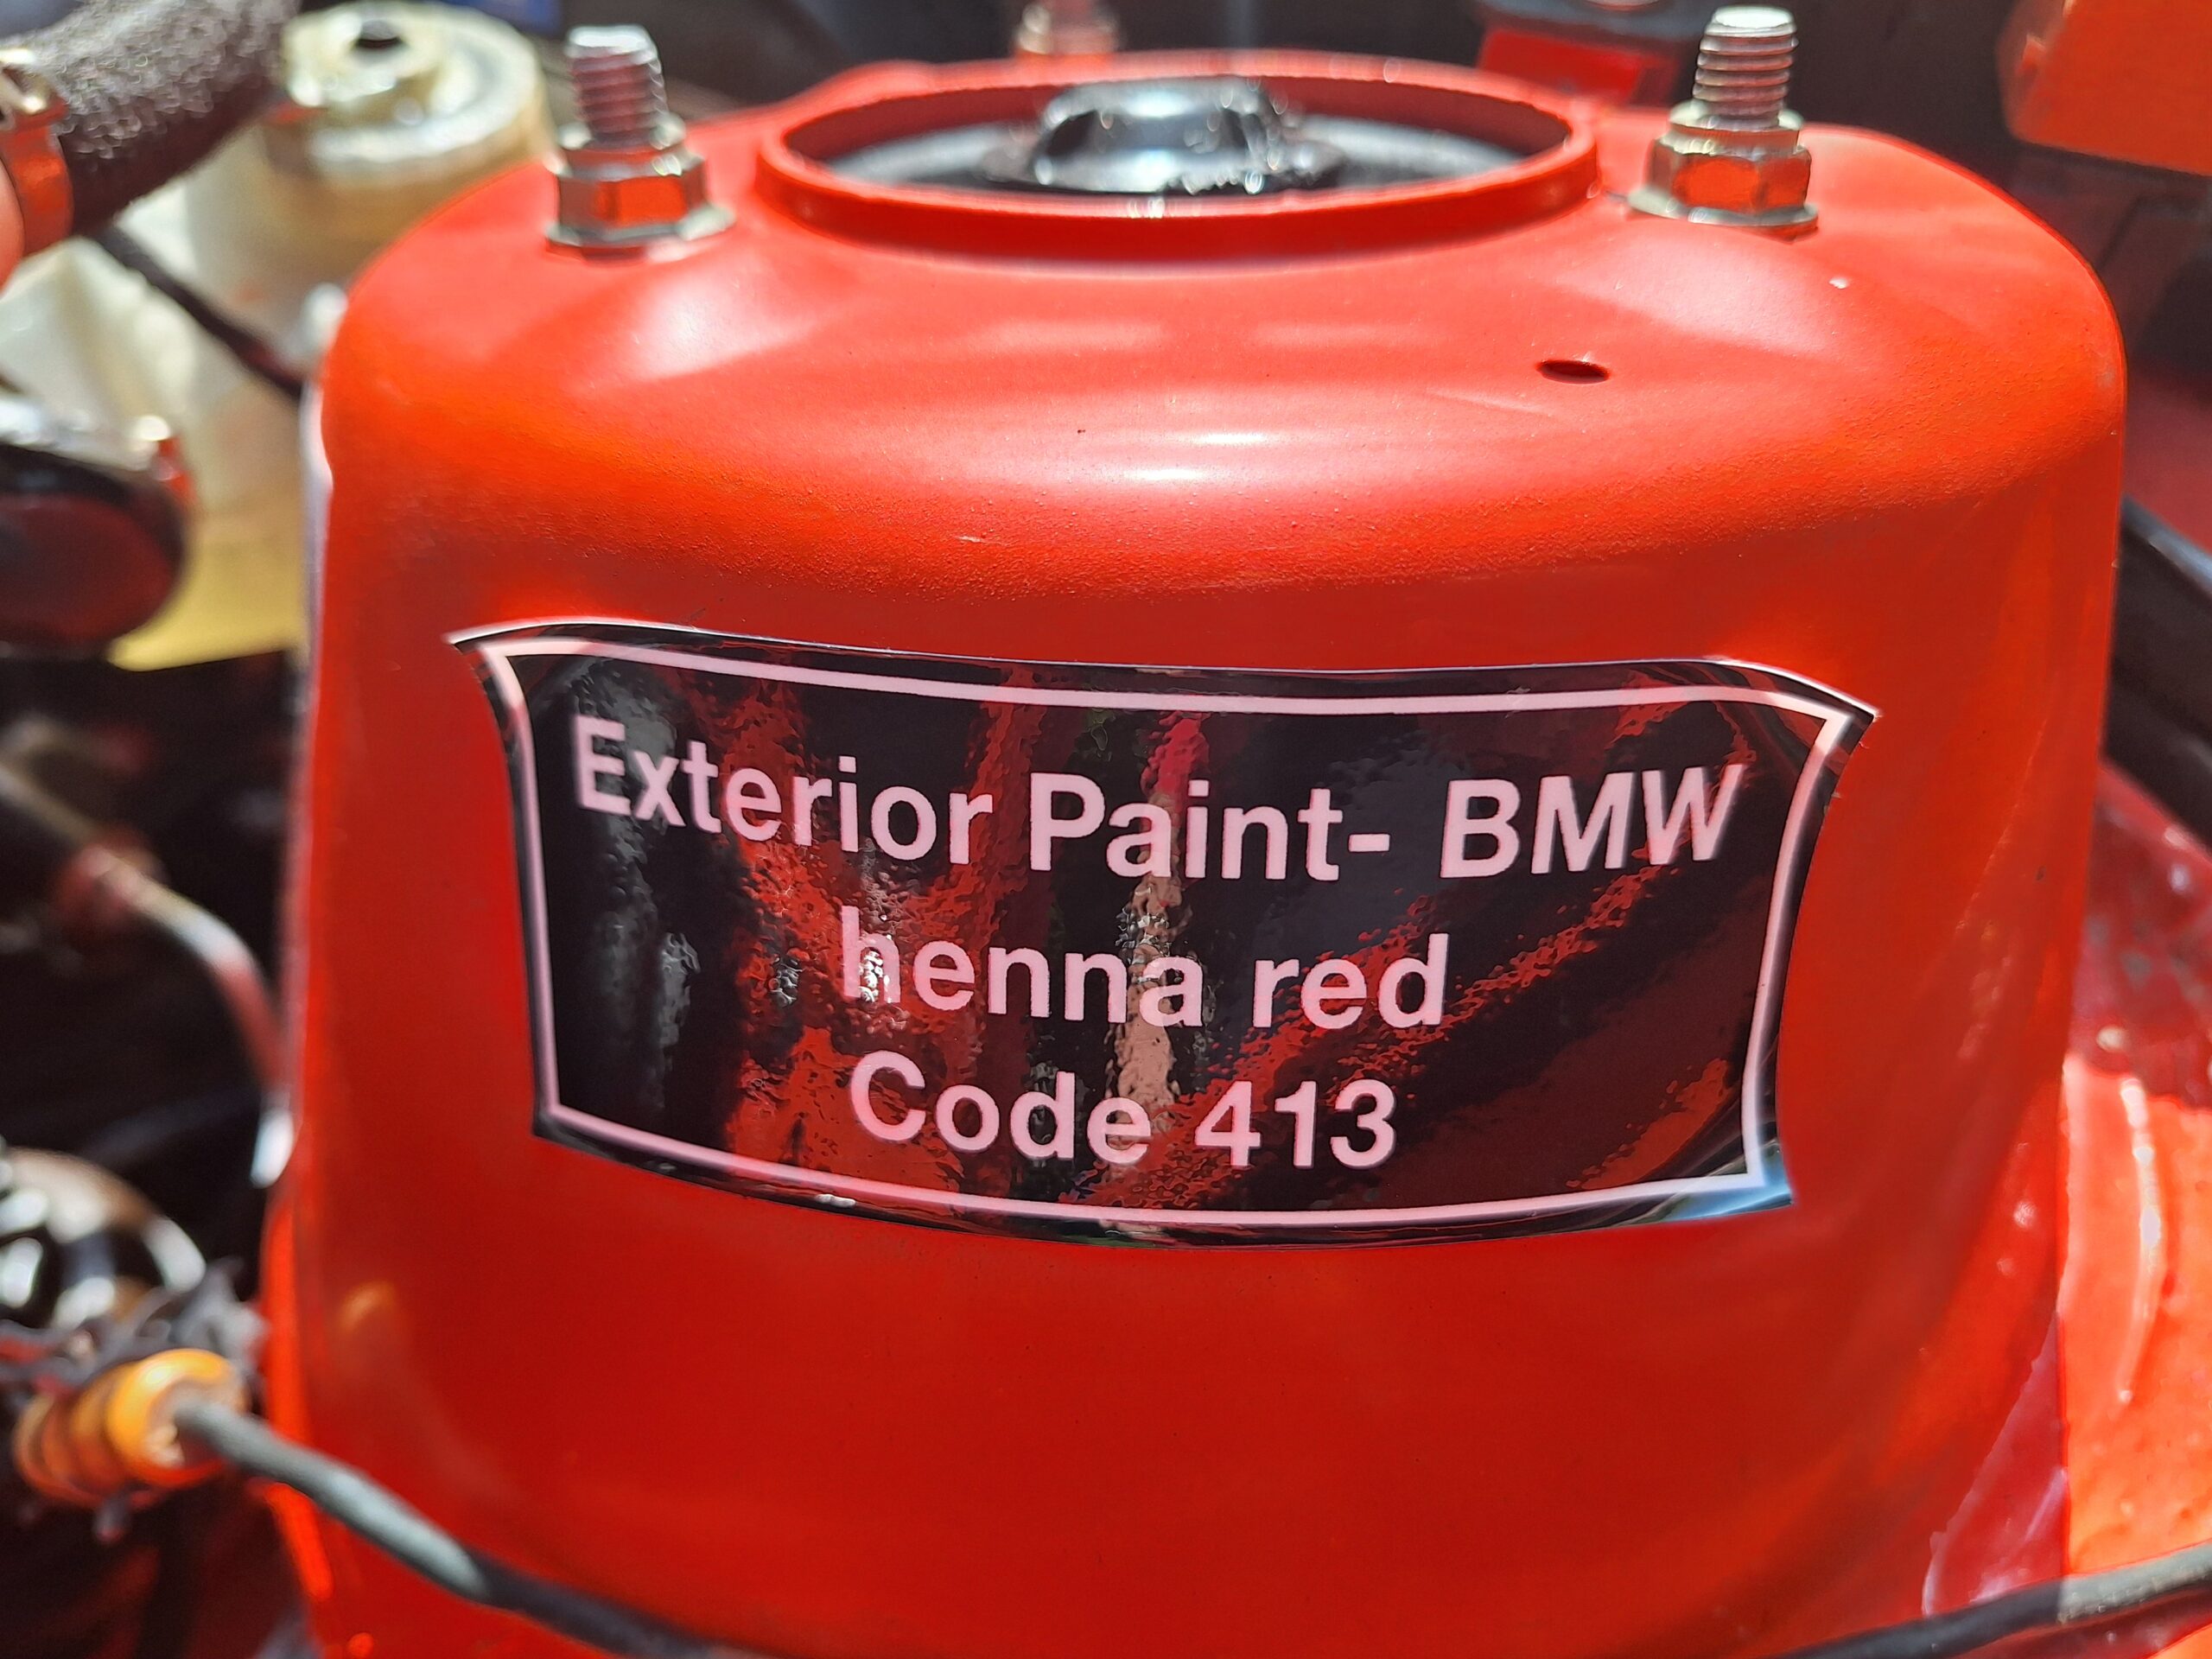 Exterior Paint- BMW
henna red
Code 413